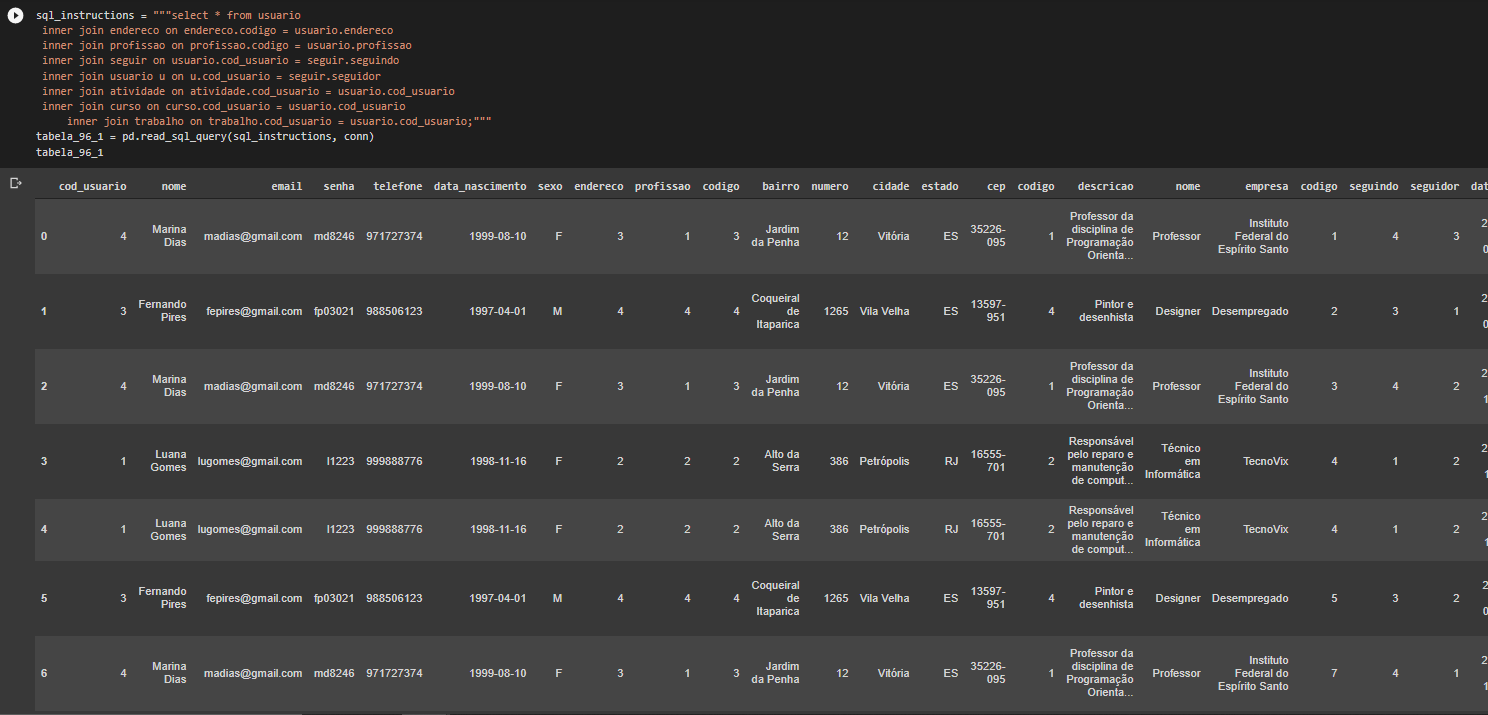 sql_instructions = """select * from usuario
inner join endereco on endereco.codigo = usuario.endereco
inner join profissao on profissao.codigo = usuario.profissao
inner join seguir on usuario.cod_usuario = seguir.seguindo
inner join usuario u on u.cod_usuario = seguir.seguidor
inner join atividade on atividade.cod_usuario = usuario.cod_usuario
inner join curso on curso.cod_usuario = usuario.cod_usuario
inner join trabalho on trabalho.cod_usuario = usuario.cod_usuario;"""
tabela_96_1 = pd.read_sql_query(sql_instructions, conn)
tabela_96_1
cod_usuario nome email senha telefone data_nascimento sexo endereco profissao codigo bairro numero cidade estado cep codigo descricao nome empresa codigo seguindo seguidor dat
0 4 Marina Dias madias@gmail.com md8246 971727374 1999-08-10 F 3 1 3 Jardim da Penha 12 Vitória ES 35226-095 1 Professor da disciplina de Programação Orienta... Professor Instituto Federal do Espírito Santo 1 4 3
1 3 Fernando Pires fepires@gmail.com fp03021 988506123 1997-04-01 M 4 4 4 Coqueiral de Itaparica 1265 Vila Velha ES 13597-951 4 Pintor e desenhista Designer Desempregado 2 3 1
2 4 Marina Dias madias@gmail.com md8246 971727374 1999-08-10 F 3 1 3 Jardim da Penha 12 Vitória ES 35226-095 1 Professor da disciplina de Programação Orienta... Professor Instituto Federal do Espírito Santo 3 4 2
3 1 Luana Gomes lugomes@gmail.com l1223 999888776 1998-11-16 F 2 2 2 Alto da Serra 386 Petrópolis RJ 16555-701 2 Responsável pelo reparo e manutenção de comput... Técnico em Informática TecnoVix 4 1 2
4 1 Luana Gomes lugomes@gmail.com l1223 999888776 1998-11-16 F 2 2 2 Alto da Serra 386 Petrópolis RJ 16555-701 2 Responsável pelo reparo e manutenção de comput... Técnico em Informática TecnoVix 4 1 2
5 3 Fernando Pires fepires@gmail.com fp03021 988506123 1997-04-01 M 4 4 4 Coqueiral de Itaparica 1265 Vila Velha ES 13597-951 4 Pintor e desenhista Designer Desempregado 5 3 2
6 4 Marina Dias madias@gmail.com md8246 971727374 1999-08-10 F 3 1 3 Jardim da Penha 12 Vitória ES 35226-095 1 Professor da disciplina de Programação Orienta... Professor Instituto Federal do Espírito Santo 7 4 1